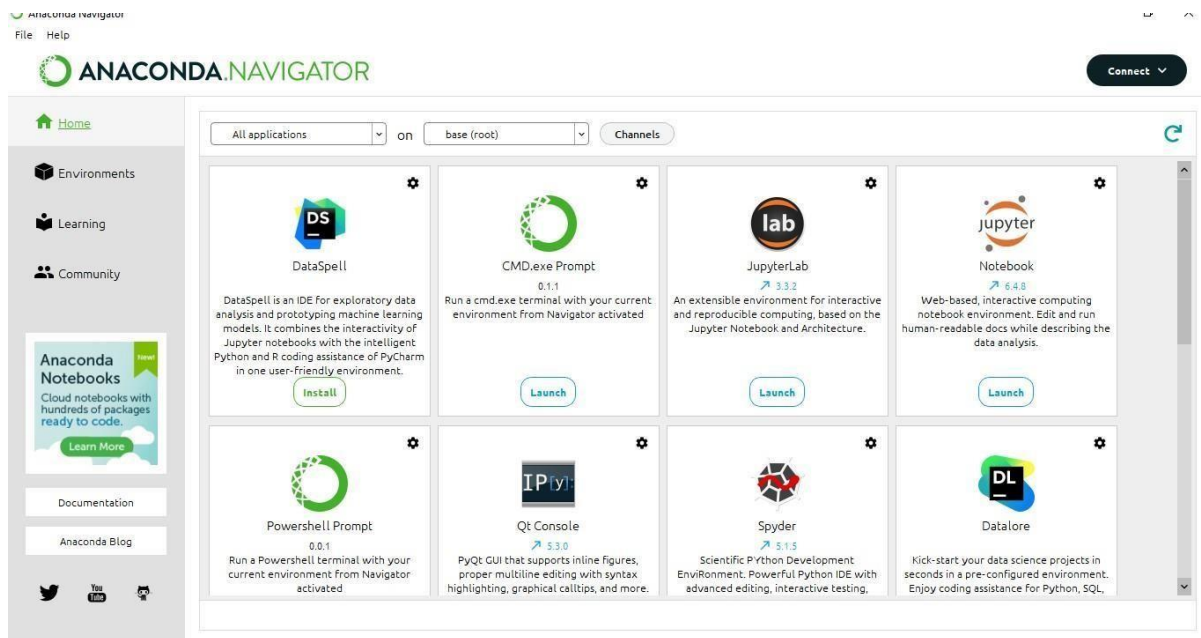 Anaconda Navigator
File Help
ANACONDA.NAVIGATOR
Connect
Home
Environments
Learning
Community
Anaconda
Notebooks
New!
Cloud notebooks with
hundreds of packages
ready to code.
Learn More
Documentation
Anaconda Blog
You
Tube
All applications on base (root) Channels
DS
DataSpell
DataSpell is an IDE for exploratory data
analysis and prototyping machine learning
models. It combines the interactivity of
Jupyter notebooks with the intelligent
Python and R coding assistance of PyCharm
in one user-friendly environment.
Install
CMD.exe Prompt
0.1.1
Run a cmd.exe terminal with your current
environment from Navigator activated
Launch
lab
JupyterLab
3.3.2
An extensible environment for interactive
and reproducible computing, based on the
Jupyter Notebook and Architecture.
Launch
jupyter
Notebook
6.4.8
Web-based, interactive computing
notebook environment. Edit and run
human-readable docs while describing the
data analysis.
Launch
Powershell Prompt
0.0.1
Run a Powershell terminal with your
current environment from Navigator
activated
IP[y]:
Qt Console
5.3.0
PyQt GUI that supports inline figures,
proper multiline editing with syntax
highlighting, graphical calltips, and more.
Spyder
5.1.5
Scientific PYthon Development
EnviRonment. Powerful Python IDE with
advanced editing, interactive testing,
DL
Datalore
Kick-start your data science projects in
seconds in a pre-configured environment.
Enjoy coding assistance for Python, SQL,